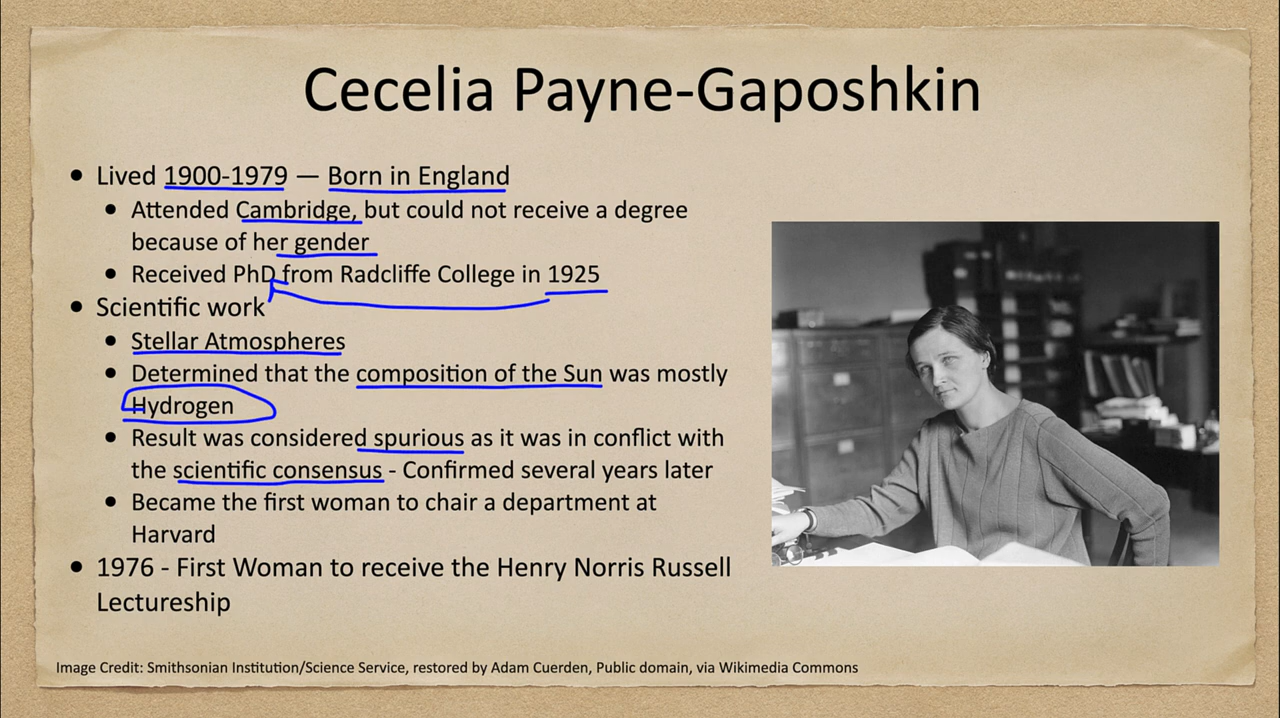 Cecelia Payne-Gaposhkin
• Lived 1900-1979 — Born in England
• Attended Cambridge, but could not receive a degree
because of her gender
• Received PhD from Radcliffe College in 1925
• Scientific work
• Stellar Atmospheres
• Determined that the composition of the Sun was mostly
Hydrogen
• Result was considered spurious as it was in conflict with
the scientific consensus - Confirmed several years later
• Became the first woman to chair a department at
Harvard
• 1976 - First Woman to receive the Henry Norris Russell
Lectureship
Image Credit: Smithsonian Institution/Science Service, restored by Adam Cuerden, Public domain, via Wikimedia Commons